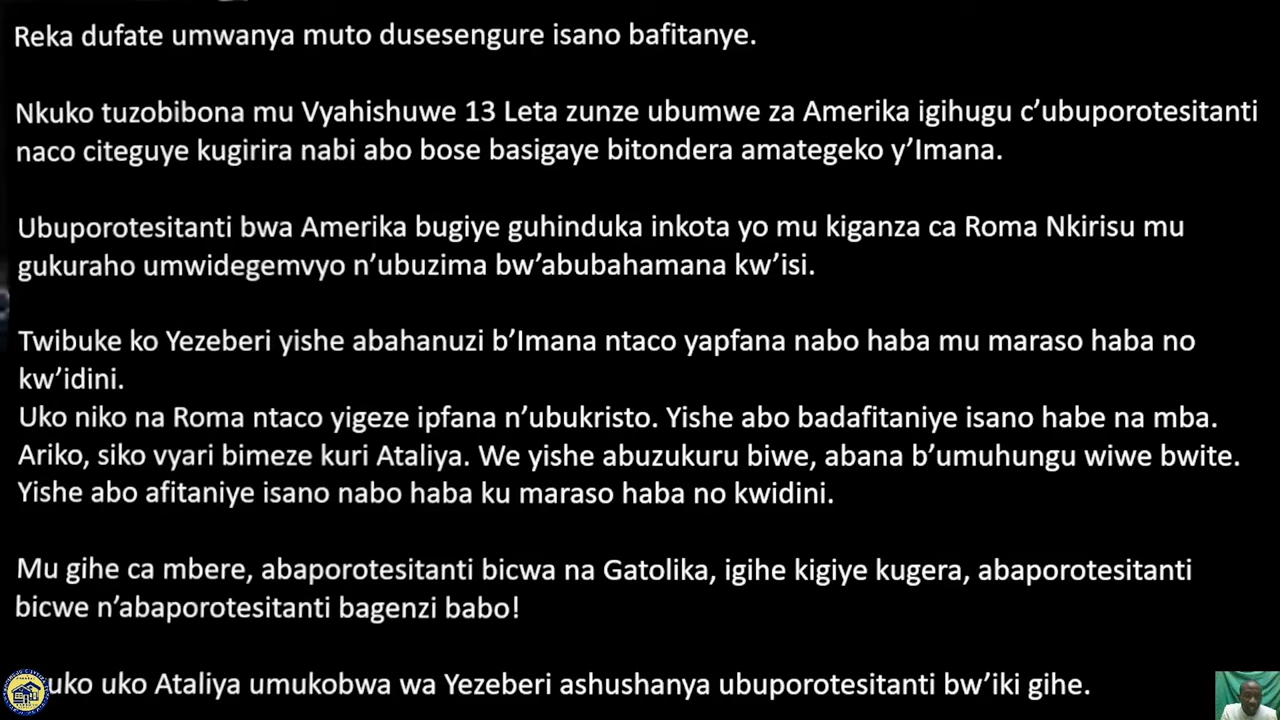 Reka dufate umwanya muto dusesengure isano bafitanye.
Nkuko tuzobibona mu Vyahishuwe 13 Leta zunze ubumwe za Amerika igihugu c’ubuporotesitanti
naco citeguye kugirira nabi abo bose basigaye bitondera amategeko y’Imana.
Ubuporotesitanti bwa Amerika bugiye guhinduka inkota yo mu kiganza ca Roma Nkirisu mu
gukuraho umwidegemvyo n’ubuzima bw’abubahamana kw’isi.
Twibuke ko Yezeberi yishe abahanuzi b’Imana ntaco yapfana nabo haba mu maraso haba no
kw’idini.
Uko niko na Roma ntaco yigeze ipfana n’ubukristo. Yishe abo badafitaniye isano habe na mba.
Ariko, siko vyari bimeze kuri Ataliya. We yishe abuzukuru biwe, abana b’umuhungu wiwe bwite.
Yishe abo afitaniye isano nabo haba ku maraso haba no kwidini.
Mu gihe ca mbere, abaporotesitanti bicwa na Gatolika, igihe kigiye kugera, abaporotesitanti
bicwe n’abaporotesitanti bagenzi babo!
uko uko Ataliya umukobwa wa Yezeberi ashushanya ubuporotesitanti bw’iki gihe.